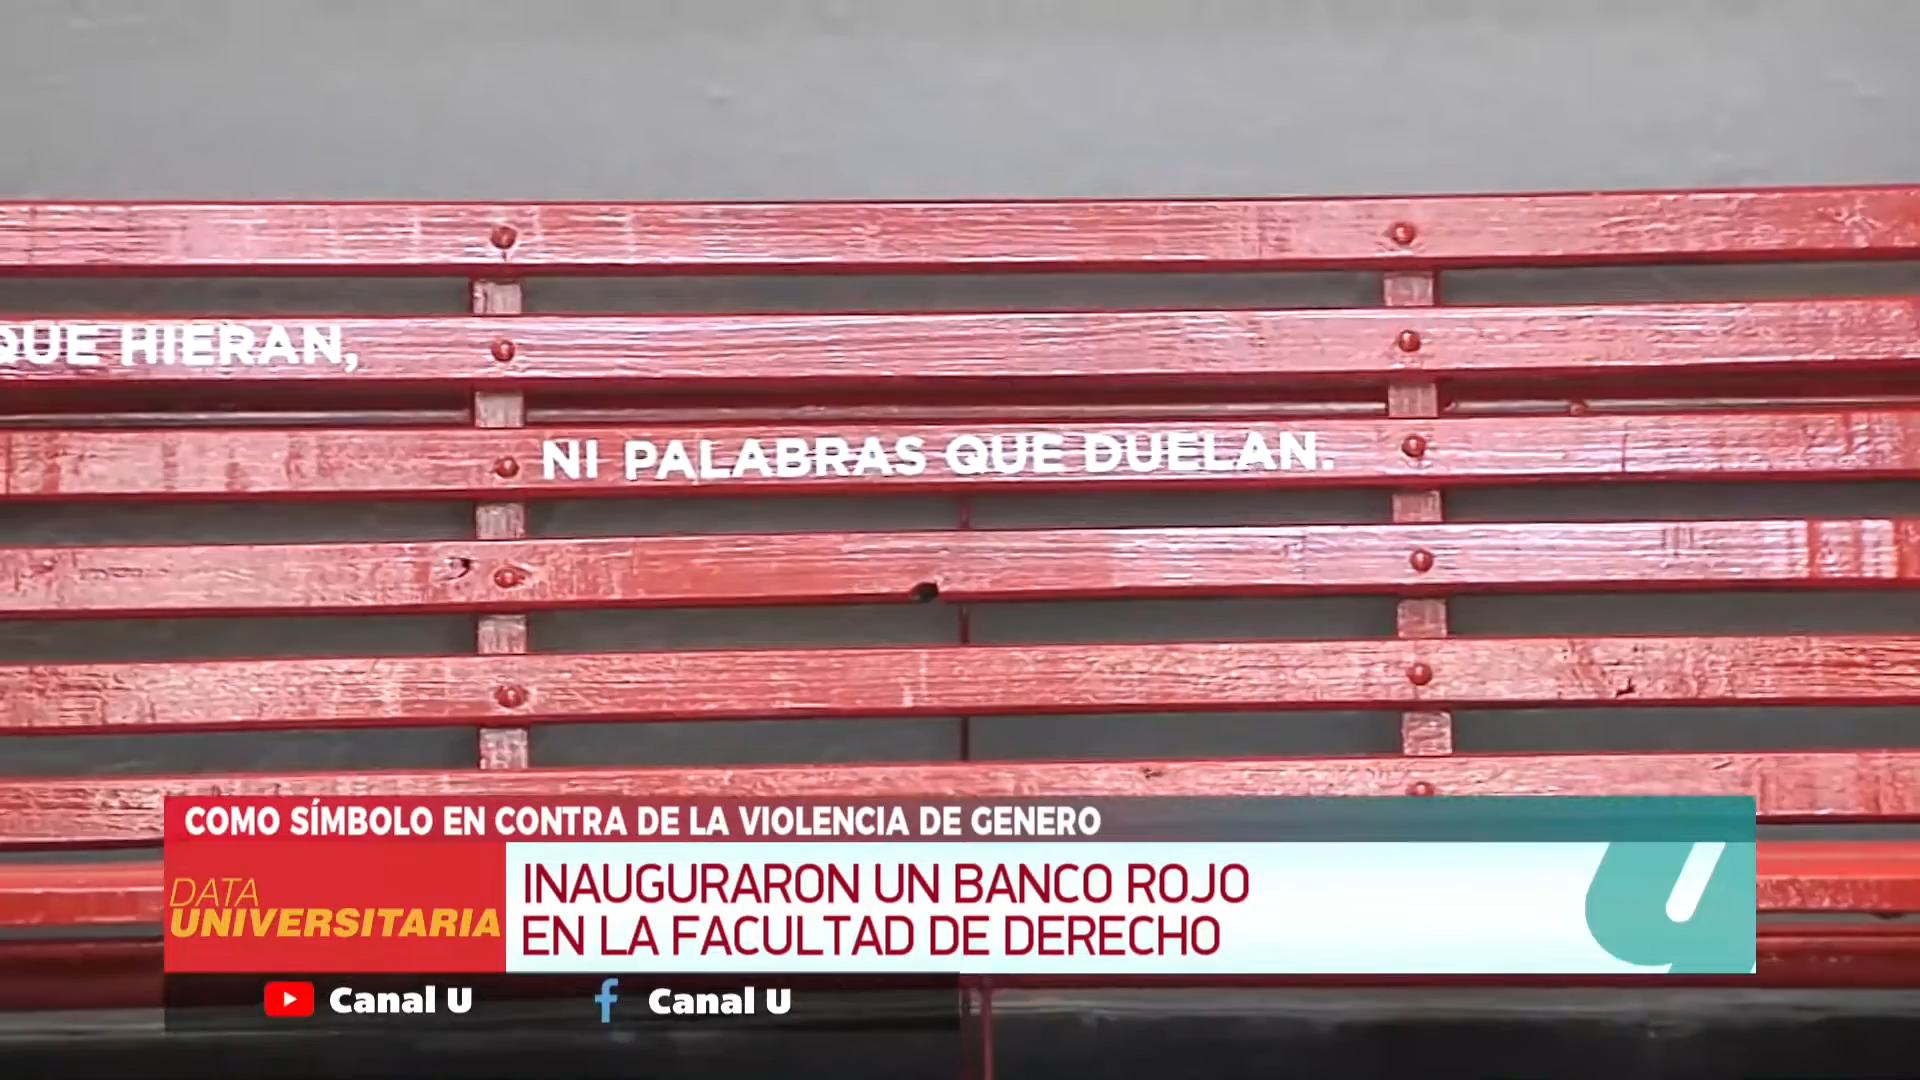 QUE HIERAN,
NI PALABRAS QUE DUELAN.
COMO SÍMBOLO EN CONTRA DE LA VIOLENCIA DE GENERO
DATA
UNIVERSITARIA
INAUGURARON UN BANCO ROJO
EN LA FACULTAD DE DERECHO
Canal U
Canal U